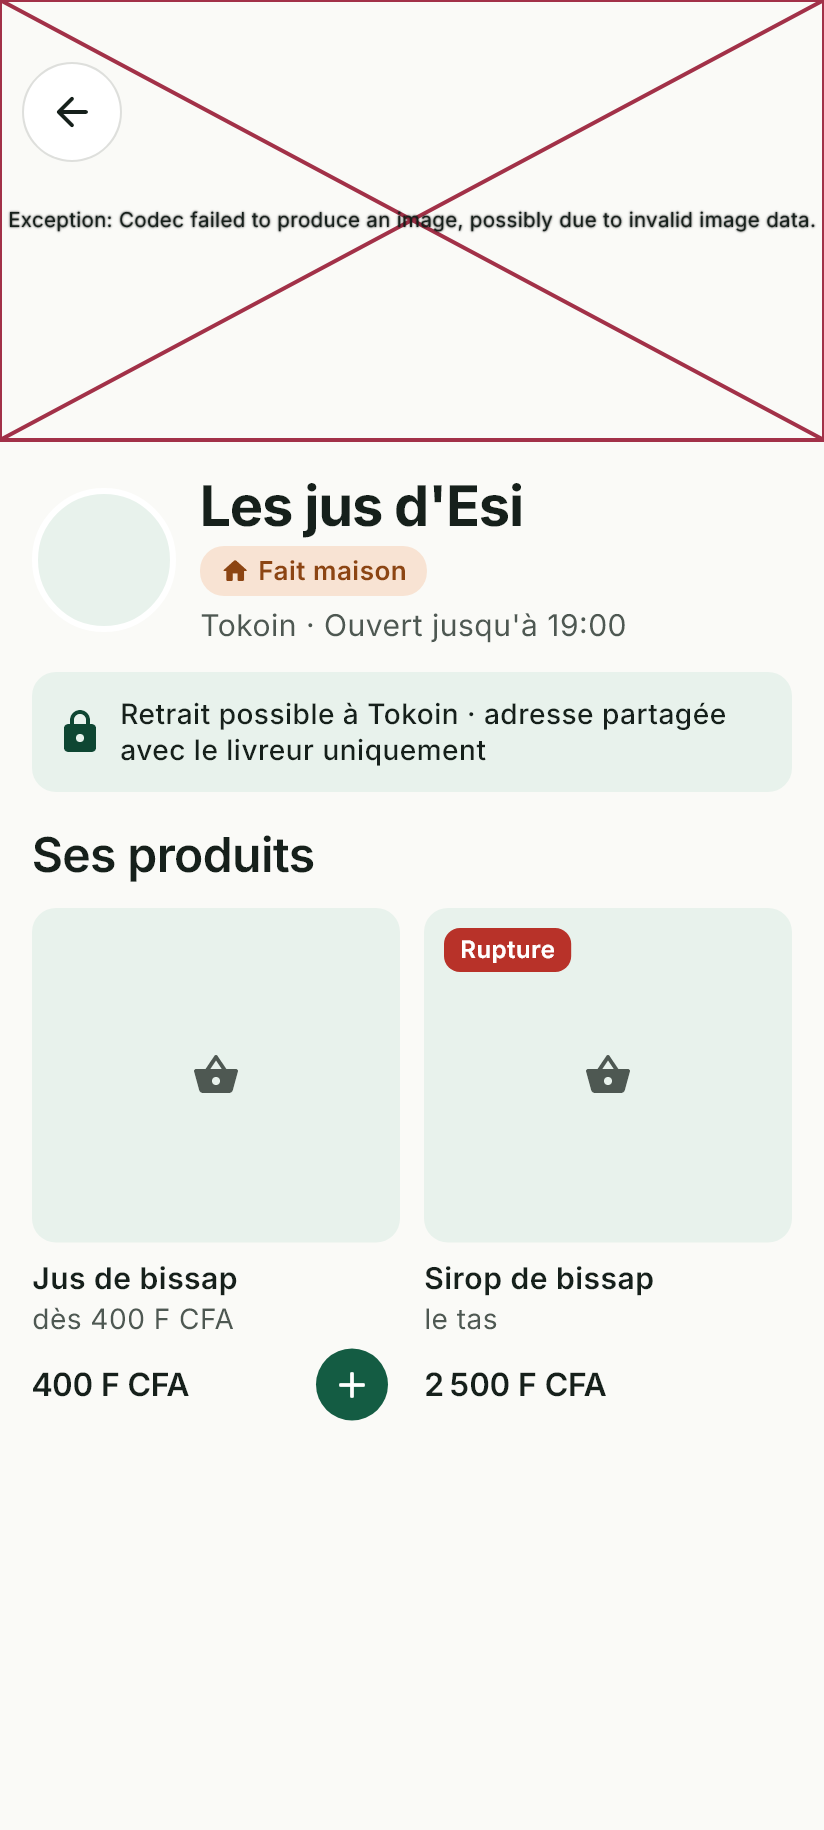 Exception: Codec failed to produce an image, possibly due to invalid image data.
Les jus d'Esi
Fait maison
Tokoin · Ouvert jusqu'à 19:00
Retrait possible à Tokoin · adresse partagée
avec le livreur uniquement
Ses produits
Rupture
Jus de bissap
dès 400 F CFA
400 F CFA
Sirop de bissap
le tas
2 500 F CFA